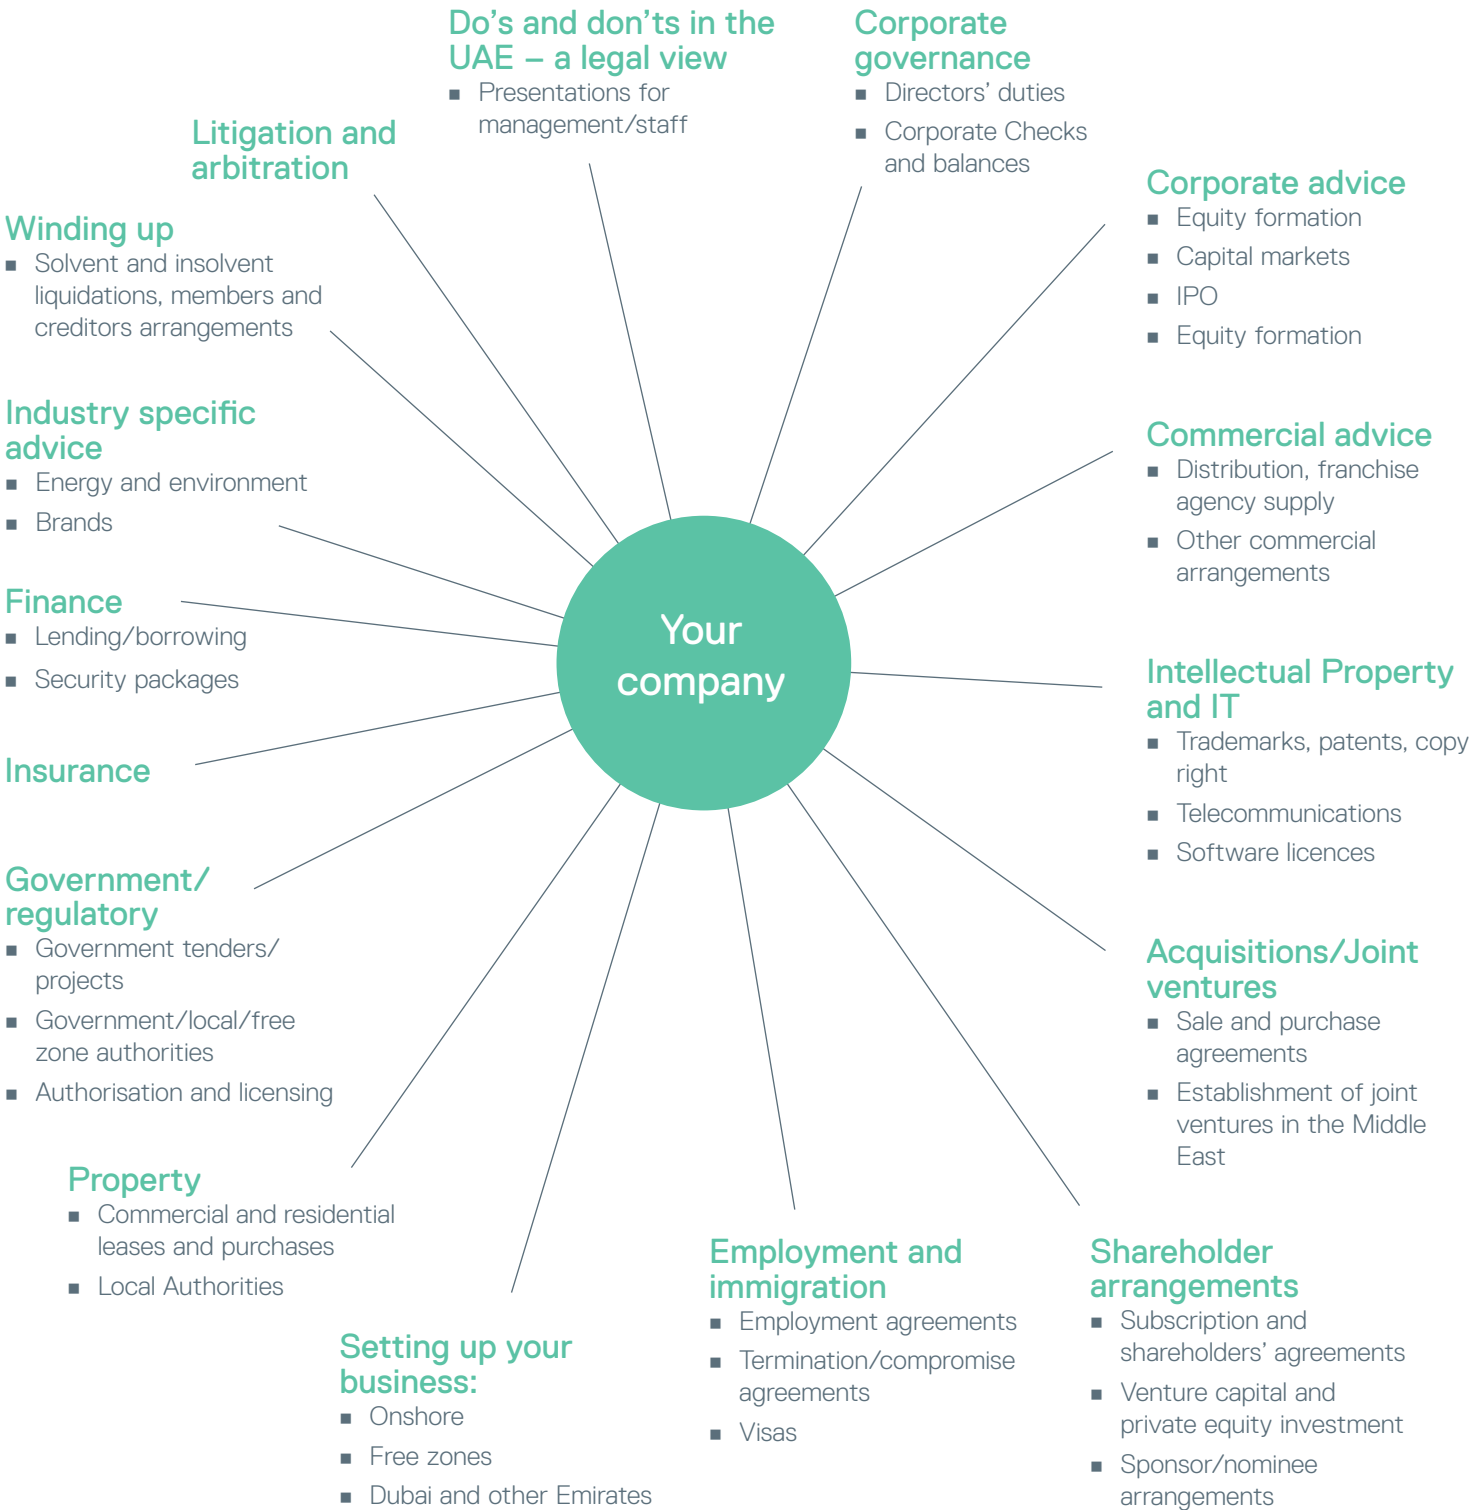 Do’s and don’ts in the
UAE – a legal view
■ Presentations for
management/staff
Corporate
governance
■ Directors’ duties
■ Corporate Checks
and balances
Corporate advice
■ Equity formation
■ Capital markets
■ IPO
■ Equity formation
Commercial advice
■ Distribution, franchise
agency supply
■ Other commercial
arrangements
Intellectual Property
and IT
■ Trademarks, patents, copy
right
■ Telecommunications
■ Software licences
Acquisitions/Joint
ventures
■ Sale and purchase
agreements
■ Establishment of joint
ventures in the Middle
East
Shareholder
arrangements
■ Subscription and
shareholders’ agreements
■ Venture capital and
private equity investment
■ Sponsor/nominee
arrangements
Employment and
immigration
■ Employment agreements
■ Termination/compromise
agreements
■ Visas
Setting up your
business:
■ Onshore
■ Free zones
■ Dubai and other Emirates
Property
■ Commercial and residential
leases and purchases
■ Local Authorities
Government/
regulatory
■ Government tenders/
projects
■ Government/local/free
zone authorities
■ Authorisation and licensing
Insurance
Finance
■ Lending/borrowing
■ Security packages
Industry specific
advice
■ Energy and environment
■ Brands
Winding up
■ Solvent and insolvent
liquidations, members and
creditors arrangements
Litigation and
arbitration
Your
company